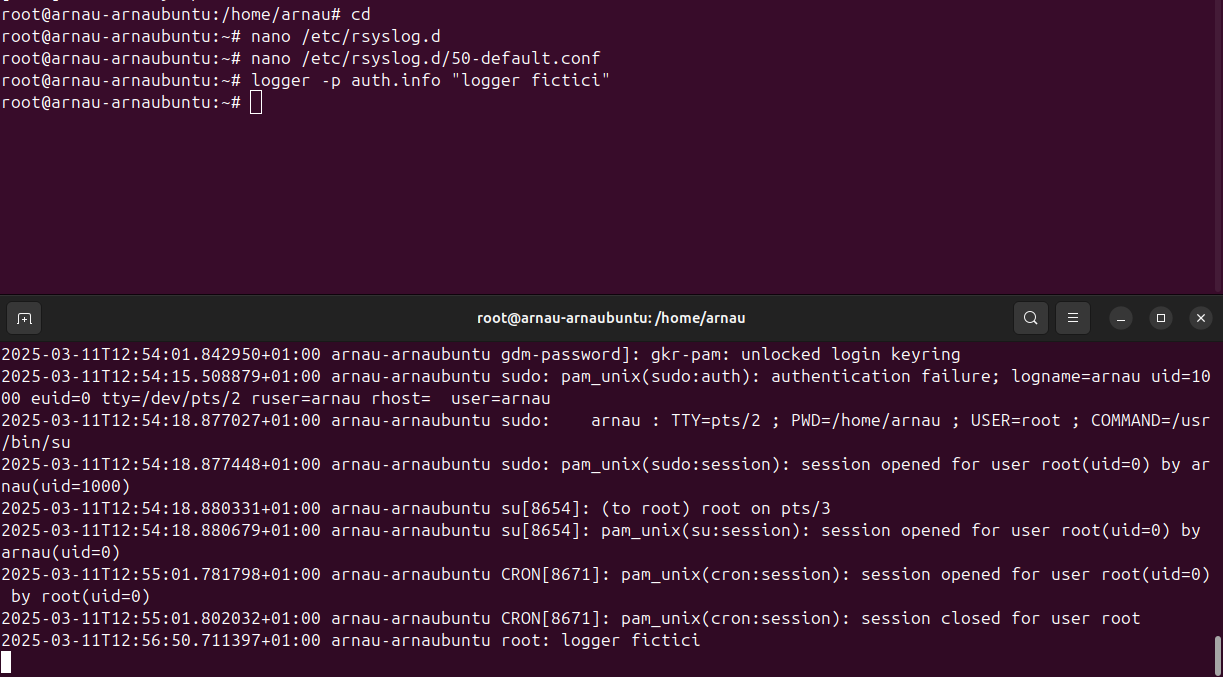 root@arnau-arnaubuntu:/home/arnau# cd
root@arnau-arnaubuntu:~# nano /etc/rsyslog.d
root@arnau-arnaubuntu:~# nano /etc/rsyslog.d/50-default.conf
root@arnau-arnaubuntu:~# logger -p auth.info "logger fictici"
root@arnau-arnaubuntu:~#
root@arnau-arnaubuntu: /home/arnau
2025-03-11T12:54:01.842950+01:00 arnau-arnaubuntu gdm-password]: gkr-pam: unlocked login keyring
2025-03-11T12:54:15.508879+01:00 arnau-arnaubuntu sudo: pam_unix(sudo:auth): authentication failure; logname=arnau uid=10
00 euid=0 tty=/dev/pts/2 ruser=arnau rhost=  user=arnau
2025-03-11T12:54:18.877027+01:00 arnau-arnaubuntu sudo:    arnau : TTY=pts/2 ; PWD=/home/arnau ; USER=root ; COMMAND=/usr
/bin/su
2025-03-11T12:54:18.877448+01:00 arnau-arnaubuntu sudo: pam_unix(sudo:session): session opened for user root(uid=0) by ar
nau(uid=1000)
2025-03-11T12:54:18.880331+01:00 arnau-arnaubuntu su[8654]: (to root) root on pts/3
2025-03-11T12:54:18.880679+01:00 arnau-arnaubuntu su[8654]: pam_unix(su:session): session opened for user root(uid=0) by
arnau(uid=0)
2025-03-11T12:55:01.781798+01:00 arnau-arnaubuntu CRON[8671]: pam_unix(cron:session): session opened for user root(uid=0)
 by root(uid=0)
2025-03-11T12:55:01.802032+01:00 arnau-arnaubuntu CRON[8671]: pam_unix(cron:session): session closed for user root
2025-03-11T12:56:50.711397+01:00 arnau-arnaubuntu root: logger fictici